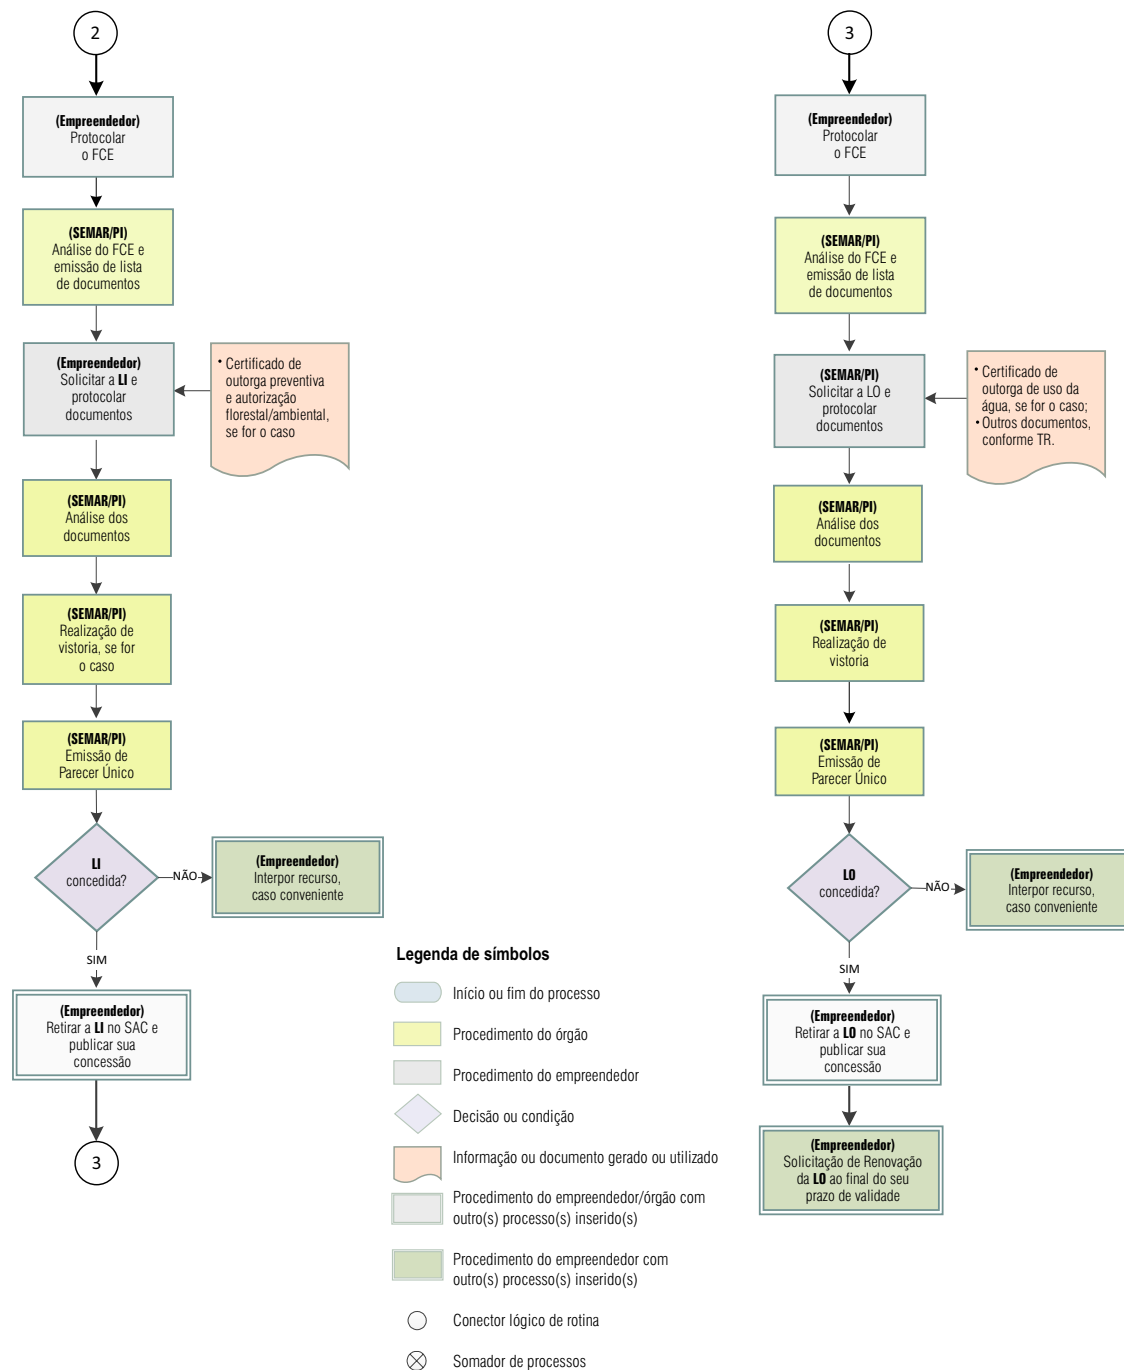 2
(Empreendedor)
Protocolar
o FCE
(SEMAR/PI)
Análise do FCE e
emissão de lista
de documentos
(Empreendedor)
Solicitar a LI e
protocolar
documentos
• Certificado de
outorga preventiva
e autorização
florestal/ambiental,
se for o caso
(SEMAR/PI)
Análise dos
documentos
(SEMAR/PI)
Realização de
vistoria, se for
o caso
(SEMAR/PI)
Emissão de
Parecer Único
LI
concedida?
NÃO
(Empreendedor)
Interpor recurso,
caso conveniente
SIM
(Empreendedor)
Retirar a LI no SAC e
publicar sua
concessão
3
Legenda de símbolos
Início ou fim do processo
Procedimento do órgão
Procedimento do empreendedor
Decisão ou condição
Informação ou documento gerado ou utilizado
Procedimento do empreendedor/órgão com
outro(s) processo(s) inserido(s)
Procedimento do empreendedor com
outro(s) processo(s) inserido(s)
Conector lógico de rotina
Somador de processos
3
(Empreendedor)
Protocolar
o FCE
(SEMAR/PI)
Análise do FCE e
emissão de lista
de documentos
(SEMAR/PI)
Solicitar a LO e
protocolar
documentos
• Certificado de
outorga de uso da
água, se for o caso;
• Outros documentos,
conforme TR.
(SEMAR/PI)
Análise dos
documentos
(SEMAR/PI)
Realização de
vistoria
(SEMAR/PI)
Emissão de
Parecer Único
LO
concedida?
NÃO
(Empreendedor)
Interpor recurso,
caso conveniente
SIM
(Empreendedor)
Retirar a LO no SAC e
publicar sua
concessão
(Empreendedor)
Solicitação de Renovação
da LO ao final do seu
prazo de validade